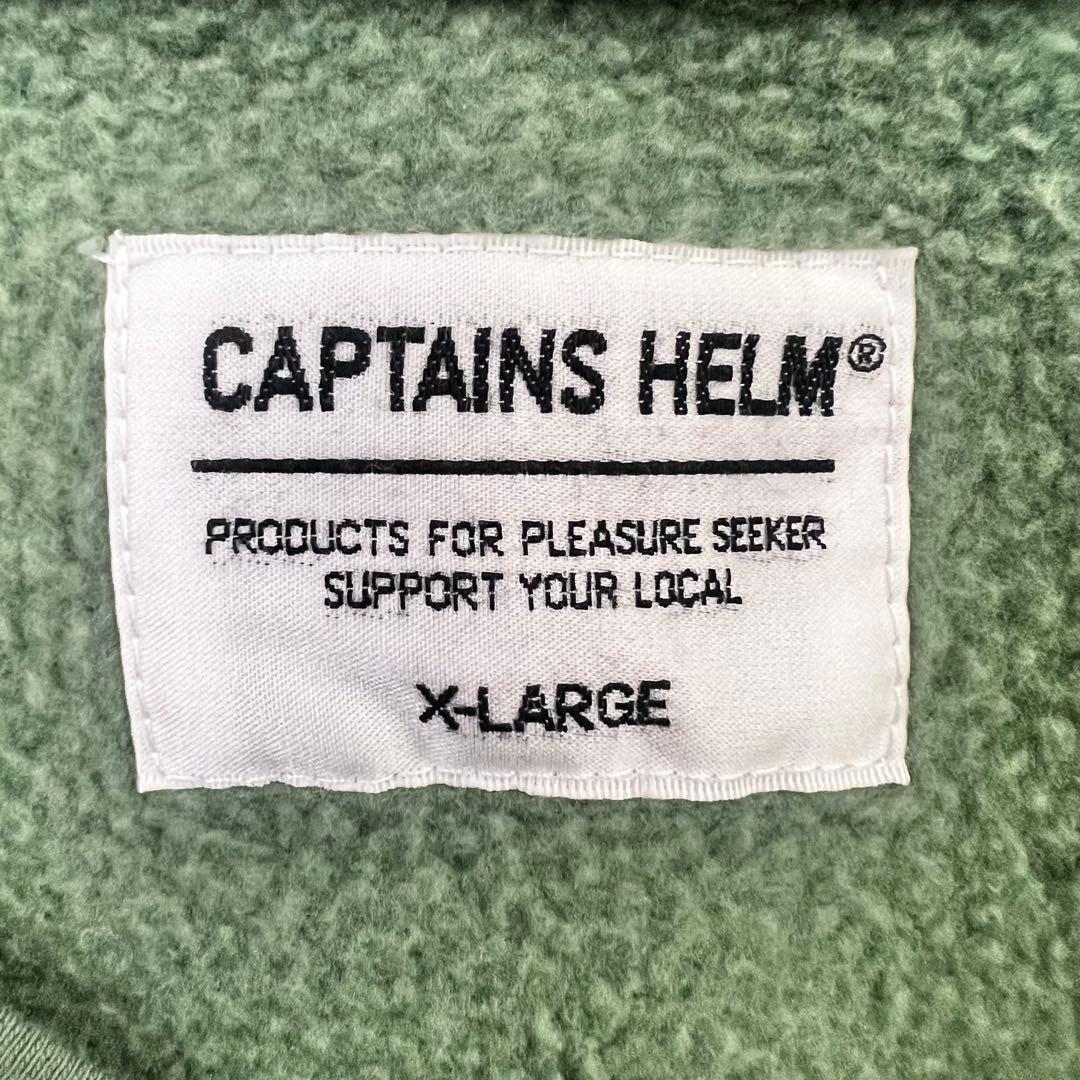 CAPTAINS HELM®
PRODUCTS FOR PLEASURE SEEKER
SUPPORT YOUR LOCAL
X-LARGE